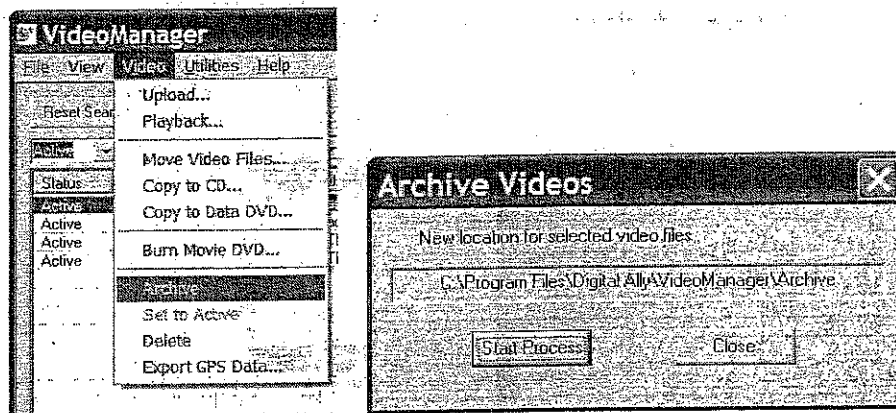 VideoManager
File View Video Utilities Help
Reset Sear
Active
Status
Active
Active
Active
Active
Upload...
Playback...
Move Video Files...
Copy to CD...
Copy to Data DVD...
Burn Movie DVD...
Archive
Set to Active
Delete
Export GPS Data...
Archive Videos
New location for selected video files
C:\Program Files\Digital Ally\VideoManager\Archive
Start Process Close